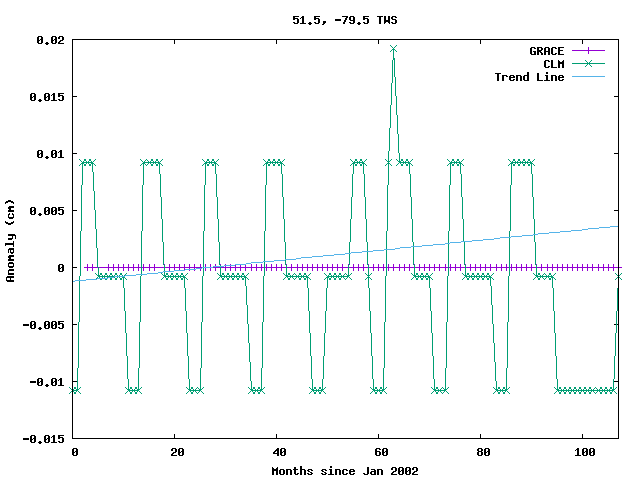 51.5, -79.5 TWS
GRACE
CLM
Trend Line
Anomaly (cm)
0.02
0.015
0.01
0.005
0
-0.005
-0.01
-0.015
0 20 40 60 80 100
Months since Jan 2002